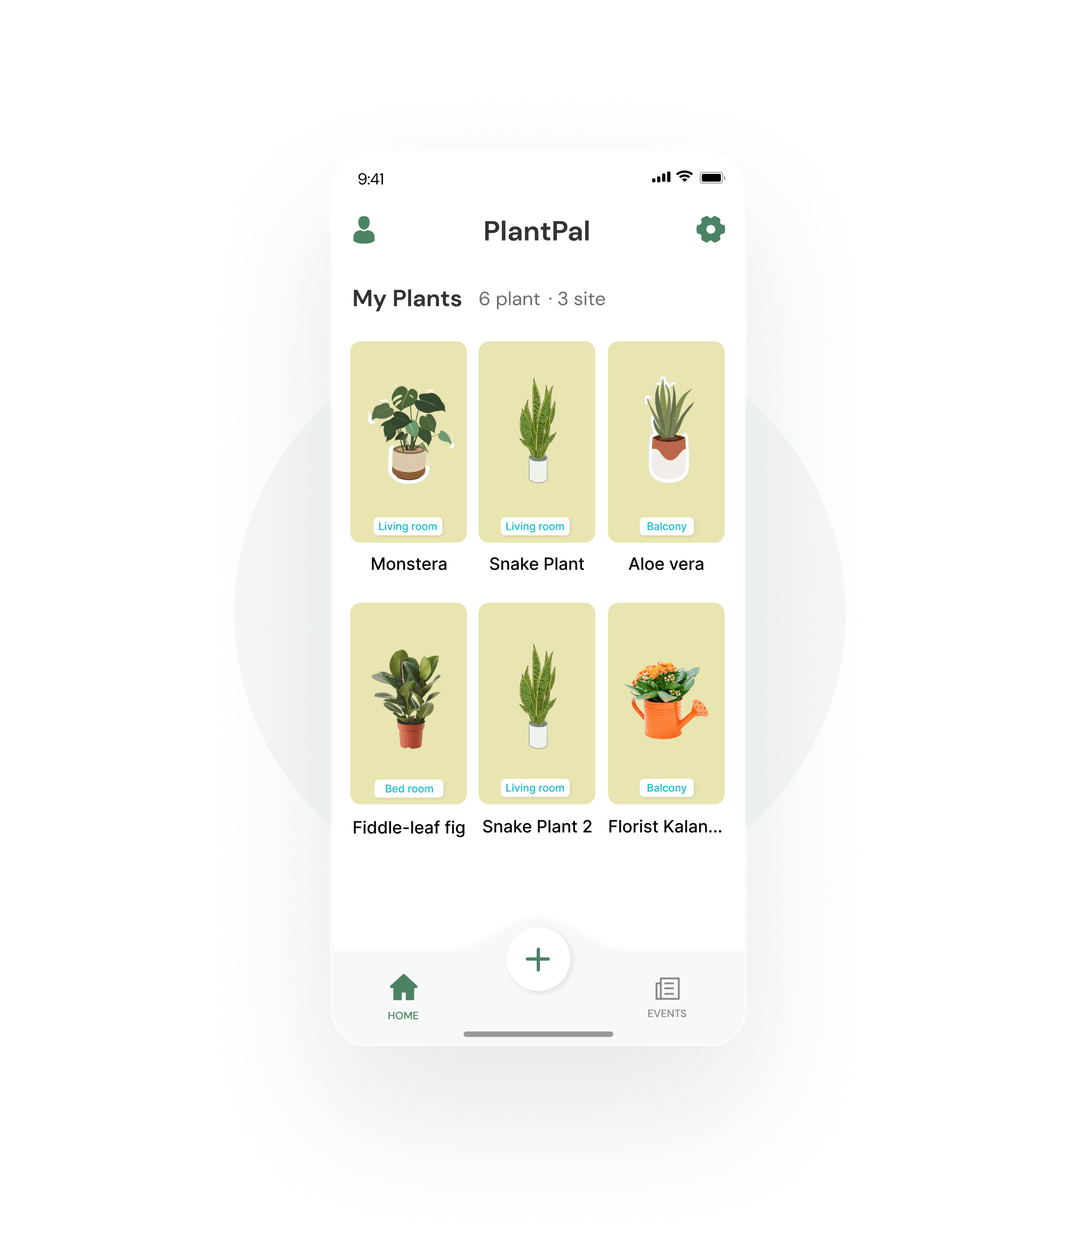 9:41
PlantPal
My Plants 6 plant · 3 site
Living room Living room Balcony
Monstera Snake Plant Aloe vera
Bed room Living room Balcony
Fiddle-leaf fig Snake Plant 2 Florist Kalan...
HOME EVENTS